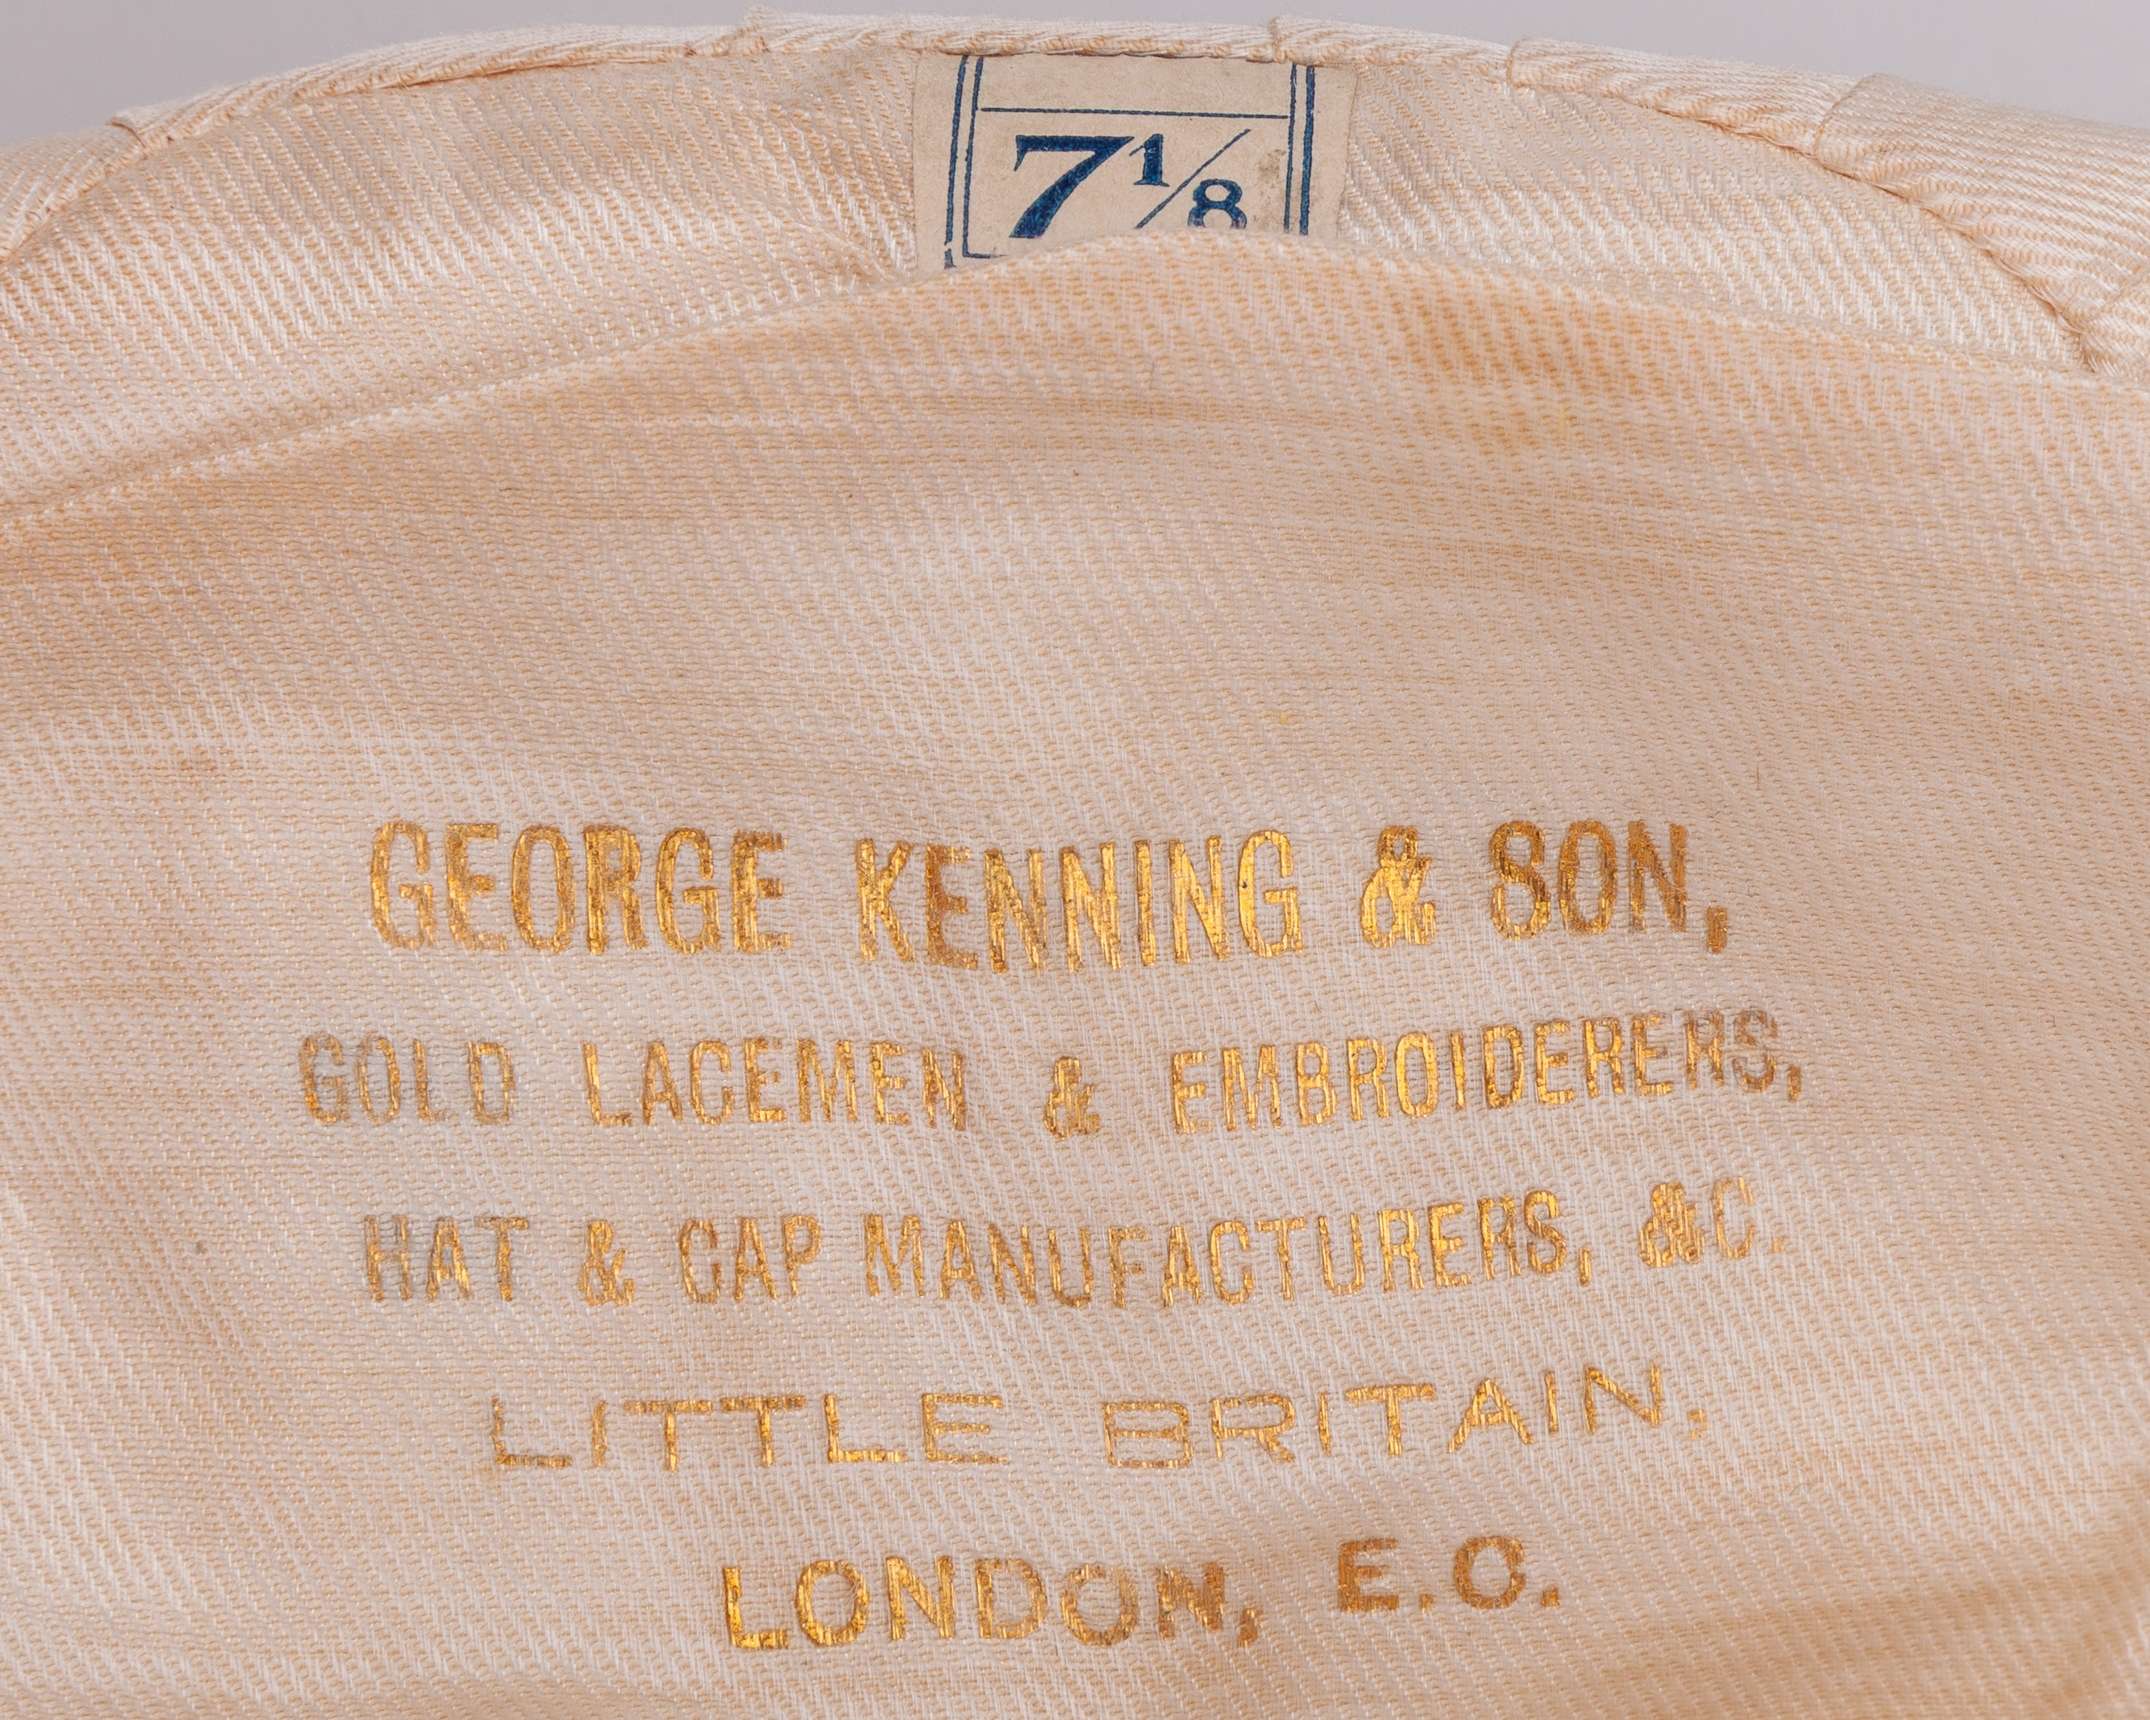 7 1/8
GEORGE KENNING & SON,
GOLD LACEMEN & EMBROIDERERS,
HAT & CAP MANUFACTURERS, &C.
LITTLE BRITAIN,
LONDON, E.C.